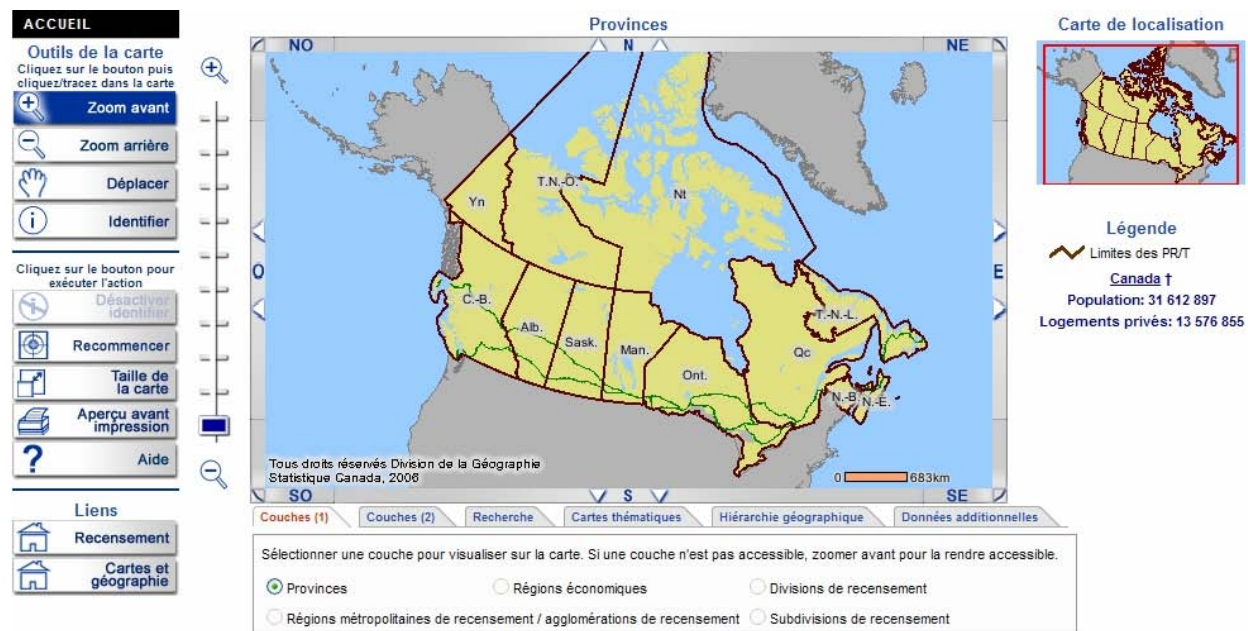 ACCUEIL
Outils de la carte
Cliquez sur le bouton puis
cliquez/tracez dans la carte
Zoom avant
Zoom arrière
Déplacer
Identifier
Cliquez sur le bouton pour
exécuter l'action
Désactiver
identifier
Recommencer
Taille de
la carte
Aperçu avant
impression
? Aide
Liens
Recensement
Cartes et
géographie
Provinces
NO
N
NE
O
E
T.N.-O.
Nt
Yn
C.-B.
Alb.
Sask.
Man.
Ont.
Qc
T.-N.-L.
N.-B.
N.-E.
Tous droits réservés Division de la Géographie
Statistique Canada, 2006
0 683km
SO
S
SE
Couches (1) Couches (2) Recherche Cartes thématiques Hiérarchie géographique Données additionnelles
Sélectionner une couche pour visualiser sur la carte. Si une couche n'est pas accessible, zoomer avant pour la rendre accessible.
Provinces Régions économiques Divisions de recensement
Régions métropolitaines de recensement / agglomérations de recensement Subdivisions de recensement
Carte de localisation
Légende
Limites des PR/T
Canada †
Population: 31 612 897
Logements privés: 13 576 855